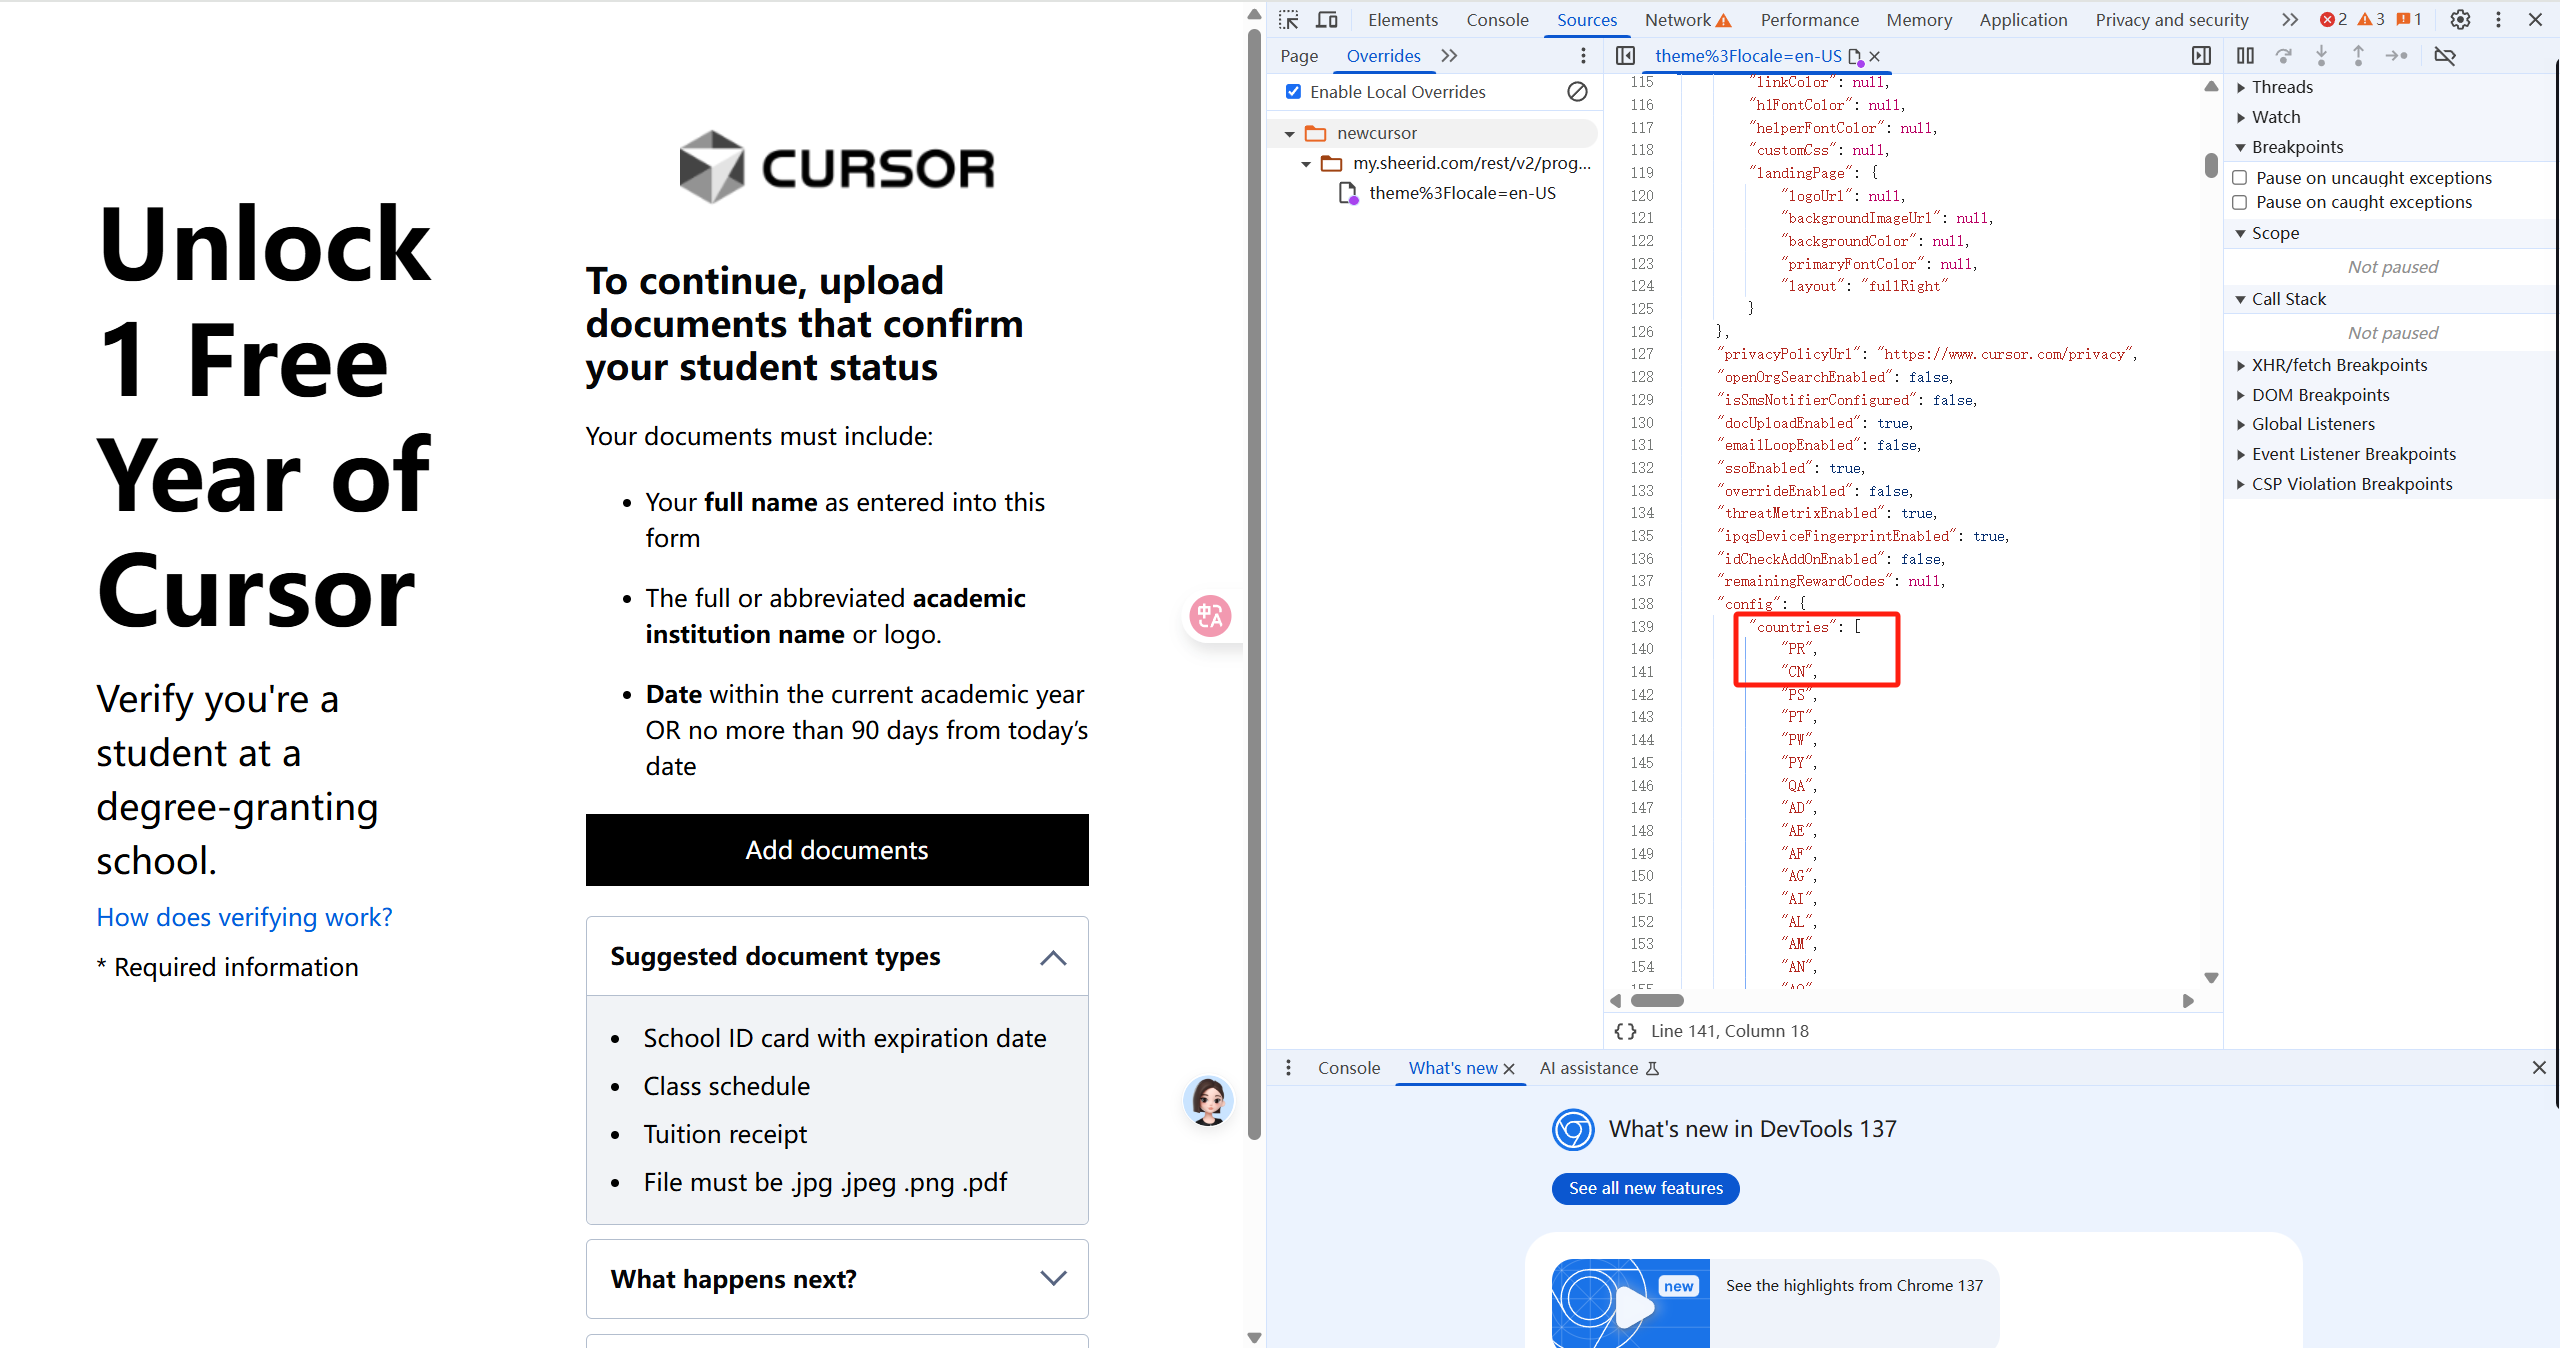 CURSOR
Unlock
1 Free
Year of
Cursor
Verify you're a
student at a
degree-granting
school.
How does verifying work?
* Required information
To continue, upload
documents that confirm
your student status
Your documents must include:
• Your full name as entered into this
form
• The full or abbreviated academic
institution name or logo.
• Date within the current academic year
OR no more than 90 days from today’s
date
Add documents
Suggested document types
• School ID card with expiration date
• Class schedule
• Tuition receipt
• File must be .jpg .jpeg .png .pdf
What happens next?
中 A
Elements Console Sources Network Performance Memory Application Privacy and security 2 3 1
Page Overrides
Enable Local Overrides
newcursor
my.sheerid.com/rest/v2/prog...
theme%3Flocale=en-US
theme%3Flocale=en-US
115 "linkColor": null,
116 "h1FontColor": null,
117 "helperFontColor": null,
118 "customCss": null,
119 "landingPage": {
120 "logoUrl": null,
121 "backgroundImageUrl": null,
122 "backgroundColor": null,
123 "primaryFontColor": null,
124 "layout": "fullRight"
125 }
126 },
127 "privacyPolicyUrl": "https://www.cursor.com/privacy",
128 "openOrgSearchEnabled": false,
129 "isSmsNotifierConfigured": false,
130 "docUploadEnabled": true,
131 "emailLoopEnabled": false,
132 "ssoEnabled": true,
133 "overrideEnabled": false,
134 "threatMetrixEnabled": true,
135 "ipqsDeviceFingerprintEnabled": true,
136 "idCheckAddOnEnabled": false,
137 "remainingRewardCodes": null,
138 "config": {
139 "countries": [
140 "PR",
141 "CN",
142 "PS",
143 "PT",
144 "PW",
145 "PY",
146 "QA",
147 "AD",
148 "AE",
149 "AF",
150 "AG",
151 "AI",
152 "AL",
153 "AM",
154 "AN",
155
{} Line 141, Column 18
Threads
Watch
Breakpoints
Pause on uncaught exceptions
Pause on caught exceptions
Scope
Not paused
Call Stack
Not paused
XHR/fetch Breakpoints
DOM Breakpoints
Global Listeners
Event Listener Breakpoints
CSP Violation Breakpoints
Console What's new AI assistance
What's new in DevTools 137
See all new features
new
See the highlights from Chrome 137